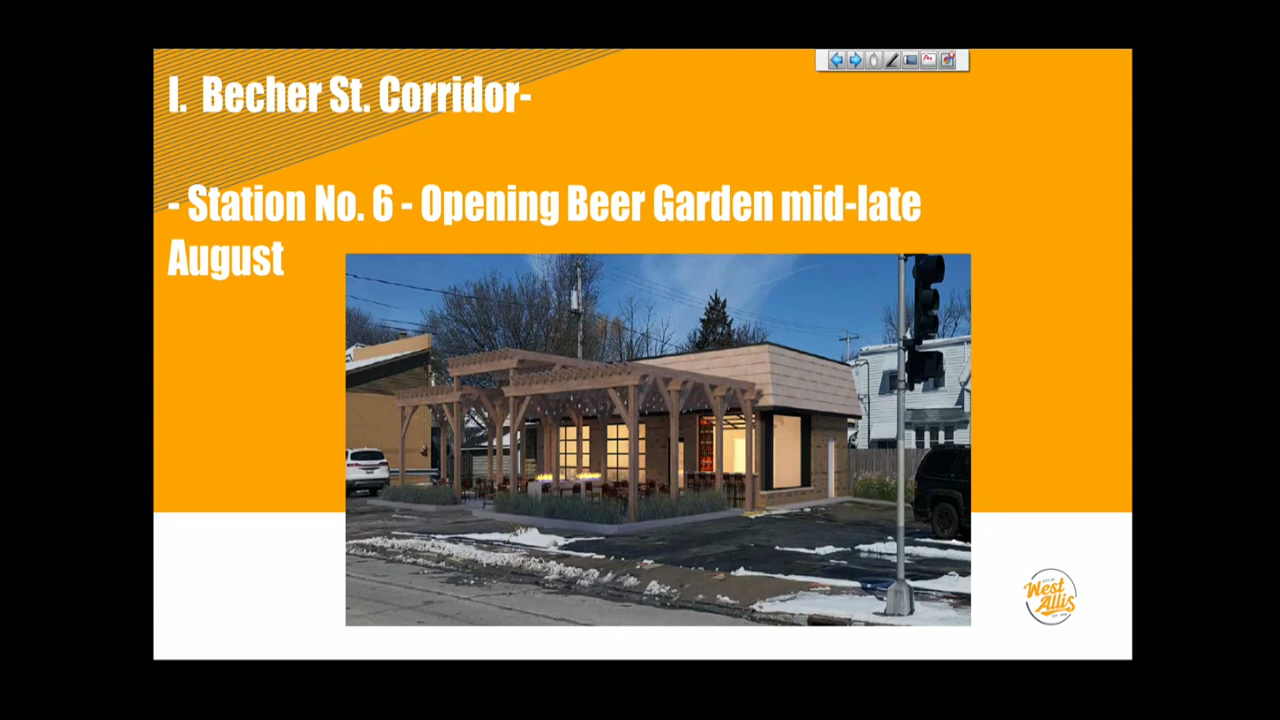 I. Becher St. Corridor-
- Station No. 6 - Opening Beer Garden mid-late
August
West
Allis